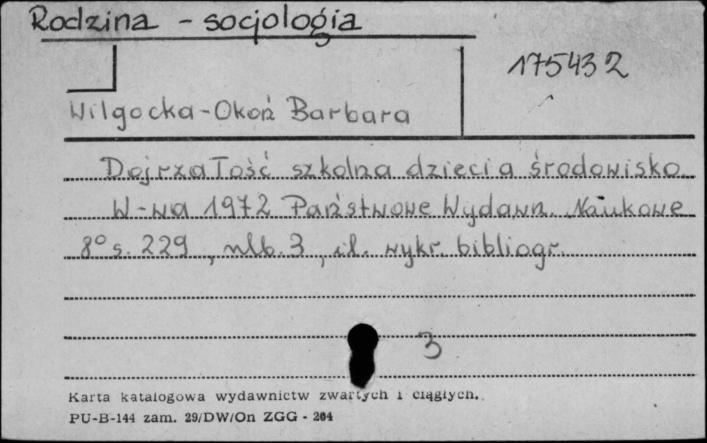 Rodzina - socjologia
175432
Wilgocka-Okoń Barbara
Dojrzałość szkolna dzieci a środowisko
W-wa 1972 Państwowe Wydawn. Naukowe
8° s. 229, nlb. 3, il. wykr. bibliogr.
3
Karta katalogowa wydawnictw zwartych i ciągłych.
PU-B-144 zam. 29/DW/On ZGG - 204